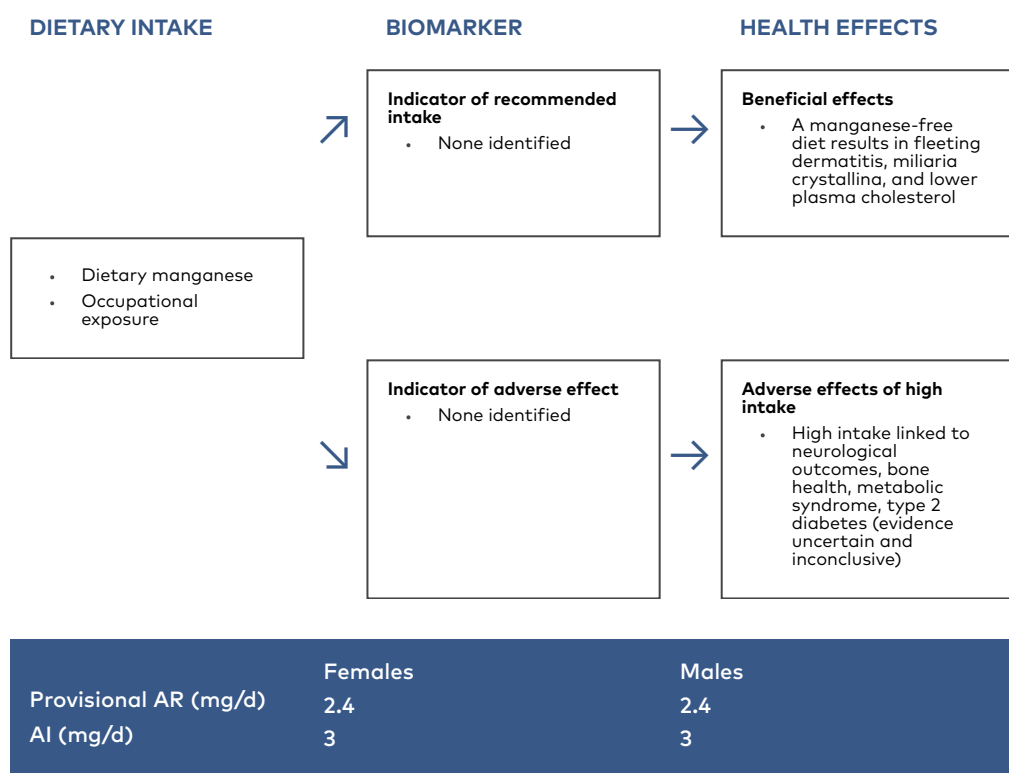 DIETARY INTAKE
BIOMARKER
HEALTH EFFECTS
• Dietary manganese
• Occupational
exposure
Indicator of recommended
intake
• None identified
Beneficial effects
• A manganese-free
diet results in fleeting
dermatitis, miliaria
crystallina, and lower
plasma cholesterol
Indicator of adverse effect
• None identified
Adverse effects of high
intake
• High intake linked to
neurological
outcomes, bone
health, metabolic
syndrome, type 2
diabetes (evidence
uncertain and
inconclusive)
Females Males
Provisional AR (mg/d) 2.4 2.4
AI (mg/d) 3 3